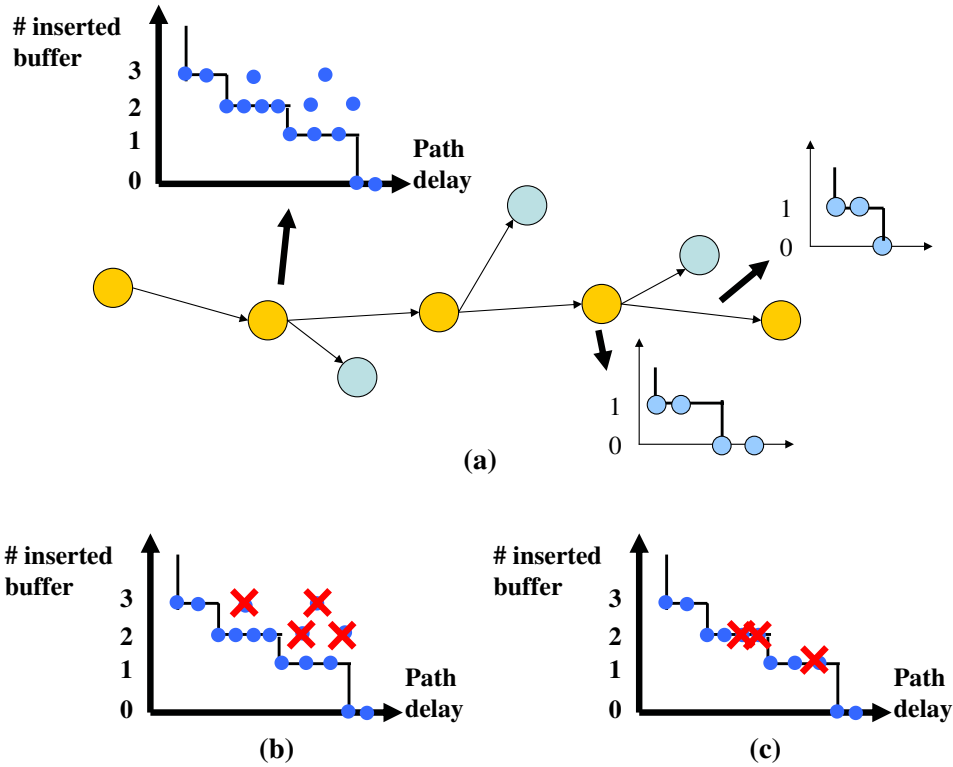 # inserted
buffer
3
2
1
0
Path
delay
1
0
1
0
(a)
# inserted
buffer
3
2
1
0
Path
delay
(b)
# inserted
buffer
3
2
1
0
Path
delay
(c)